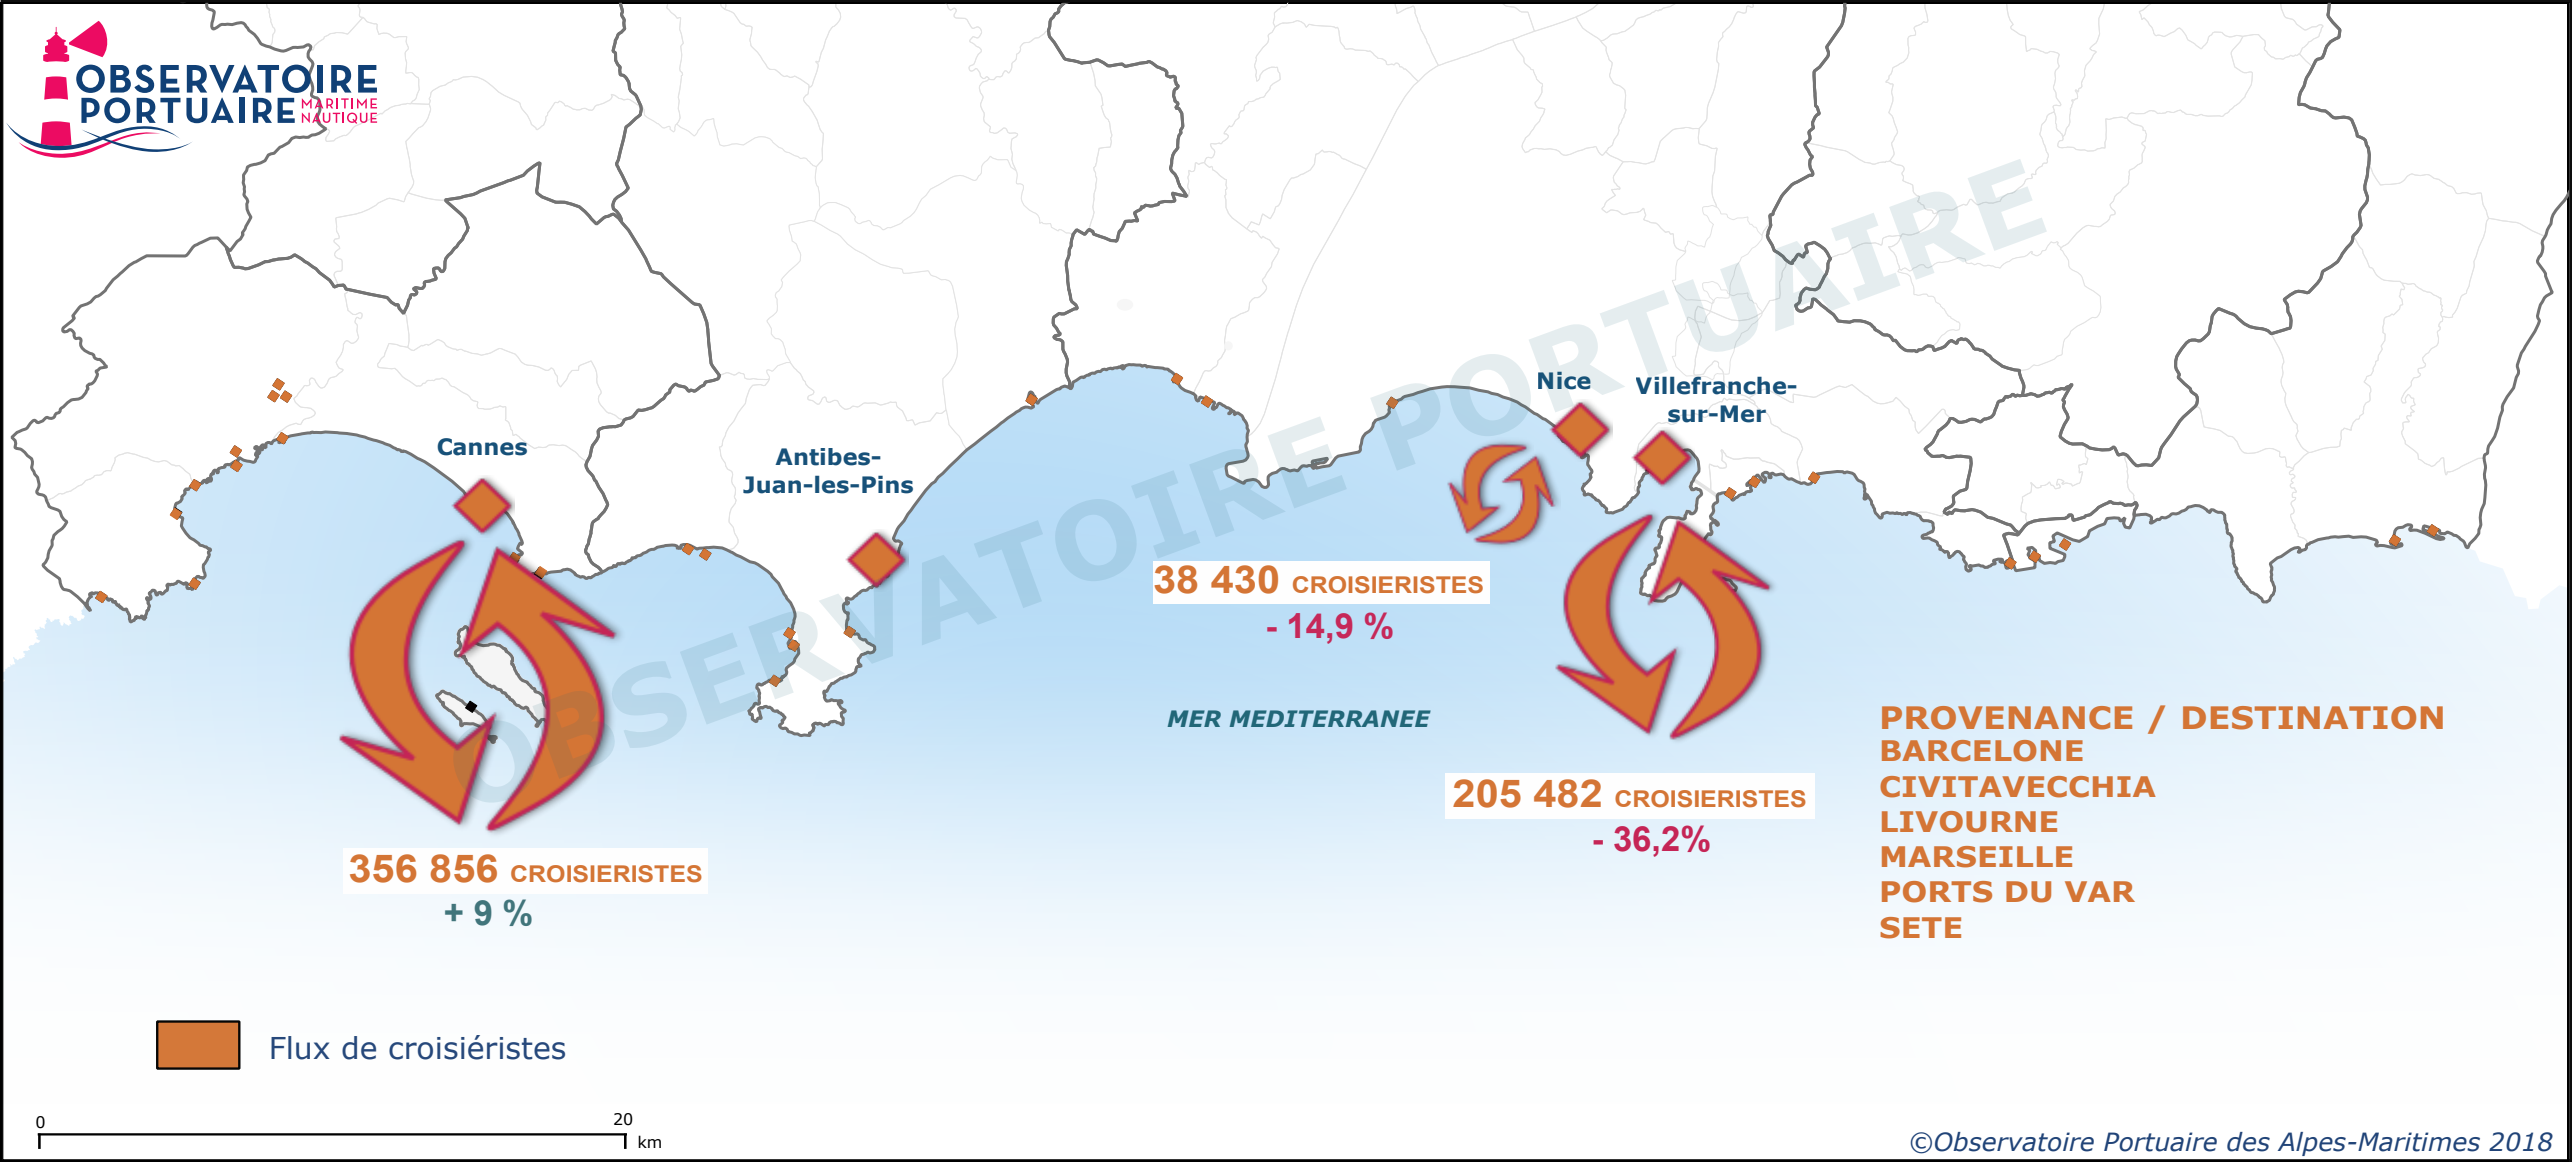 OBSERVATOIRE
PORTUAIRE MARITIME NAUTIQUE
OBSERVATOIRE PORTUAIRE
Nice
Villefranche-
sur-Mer
Cannes
Antibes-
Juan-les-Pins
38 430 CROISIERISTES
- 14,9 %
MER MEDITERRANEE
PROVENANCE / DESTINATION
BARCELONE
CIVITAVECCHIA
LIVOURNE
MARSEILLE
PORTS DU VAR
SETE
205 482 CROISIERISTES
- 36,2%
356 856 CROISIERISTES
+ 9 %
Flux de croisiéristes
0 20
km
©Observatoire Portuaire des Alpes-Maritimes 2018